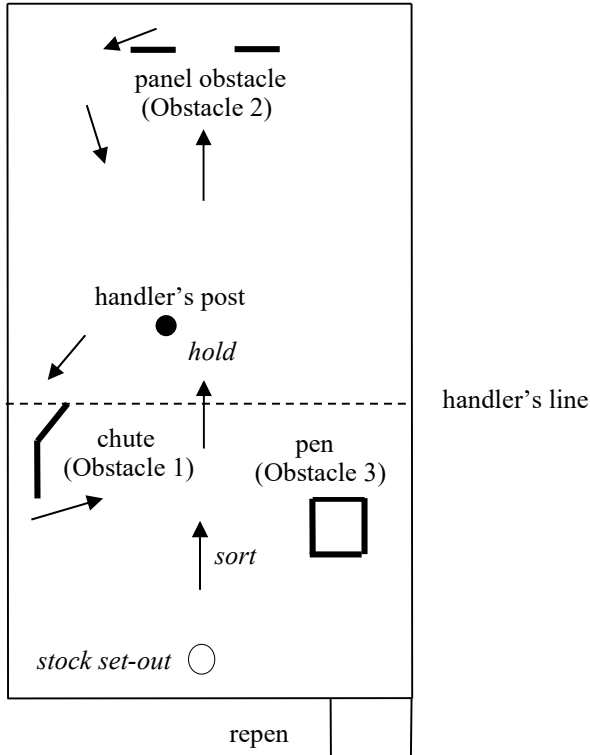 panel obstacle
(Obstacle 2)
handler’s post
hold
handler’s line
chute
(Obstacle 1)
pen
(Obstacle 3)
sort
stock set-out
repen